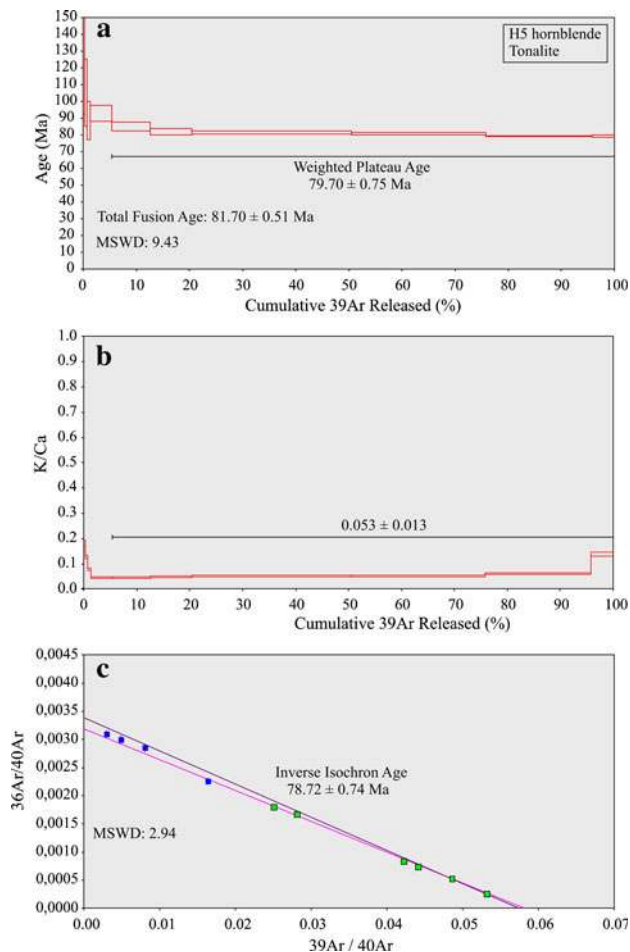 a
H5 hornblende
Tonalite
150
140
130
120
110
100
90
80
70
60
50
40
30
20
10
0
Age (Ma)
Weighted Plateau Age
79.70 ± 0.75 Ma
Total Fusion Age: 81.70 ± 0.51 Ma
MSWD: 9.43
0 10 20 30 40 50 60 70 80 90 100
Cumulative 39Ar Released (%)
b
1.0
0.9
0.8
0.7
0.6
0.5
0.4
0.3
0.2
0.1
0.0
K/Ca
0.053 ± 0.013
0 10 20 30 40 50 60 70 80 90 100
Cumulative 39Ar Released (%)
c
0,0045
0,0040
0,0035
0,0030
0,0025
0,0020
0,0015
0,0010
0,0005
0,0000
36Ar/40Ar
Inverse Isochron Age
78.72 ± 0.74 Ma
MSWD: 2.94
0.00 0.01 0.02 0.03 0.04 0.05 0.06 0.07
39Ar / 40Ar